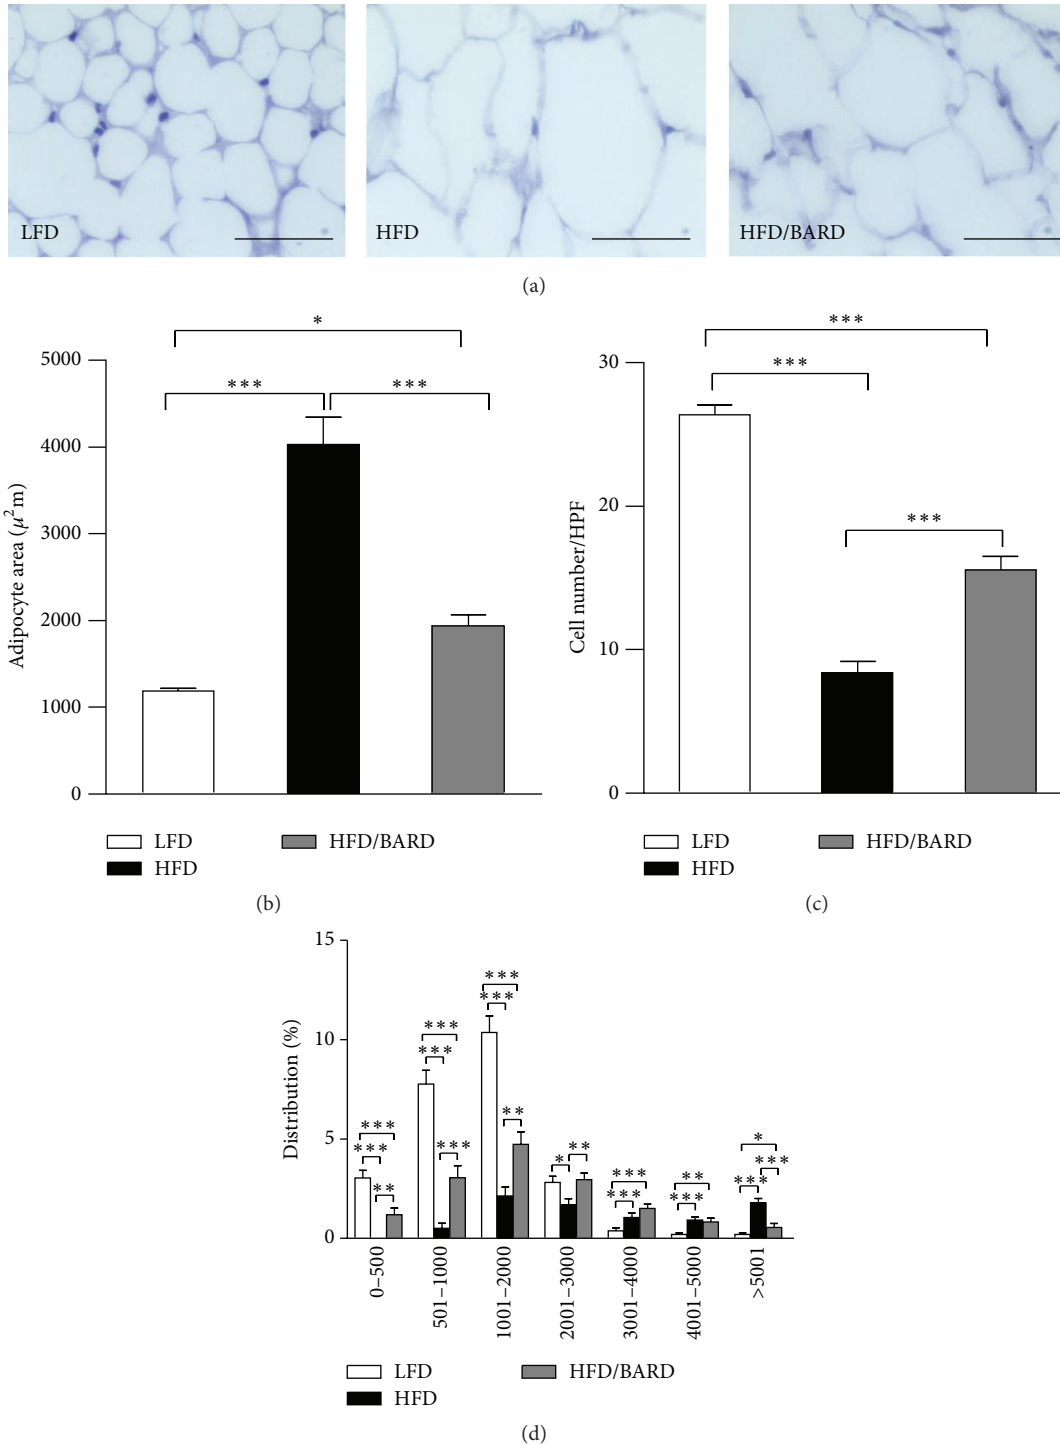 LFD
HFD
HFD/BARD
(a)
*
***
***
5000
4000
3000
2000
1000
0
Adipocyte area (μ²m)
LFD
HFD/BARD
HFD
(b)
***
***
***
30
20
10
0
Cell number/HPF
LFD
HFD/BARD
HFD
(c)
15
10
5
0
Distribution (%)
***
***
**
***
***
***
***
***
**
*
**
***
***
**
***
*
***
***
0–500
501–1000
1001–2000
2001–3000
3001–4000
4001–5000
>5001
LFD
HFD/BARD
HFD
(d)